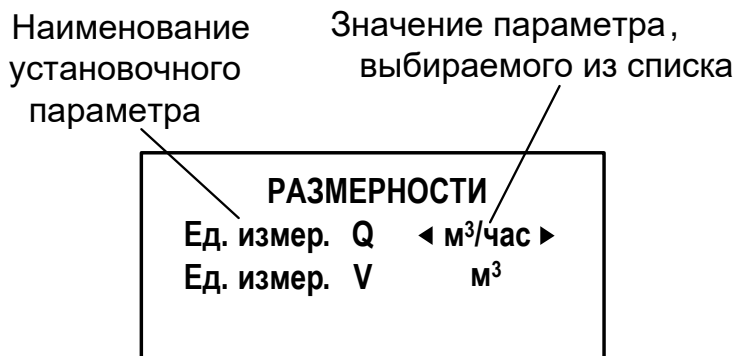 Наименование
установочного
параметра
Значение параметра,
выбираемого из списка
РАЗМЕРНОСТИ
Ед. измер. Q ◄ м³/час ►
Ед. измер. V м³